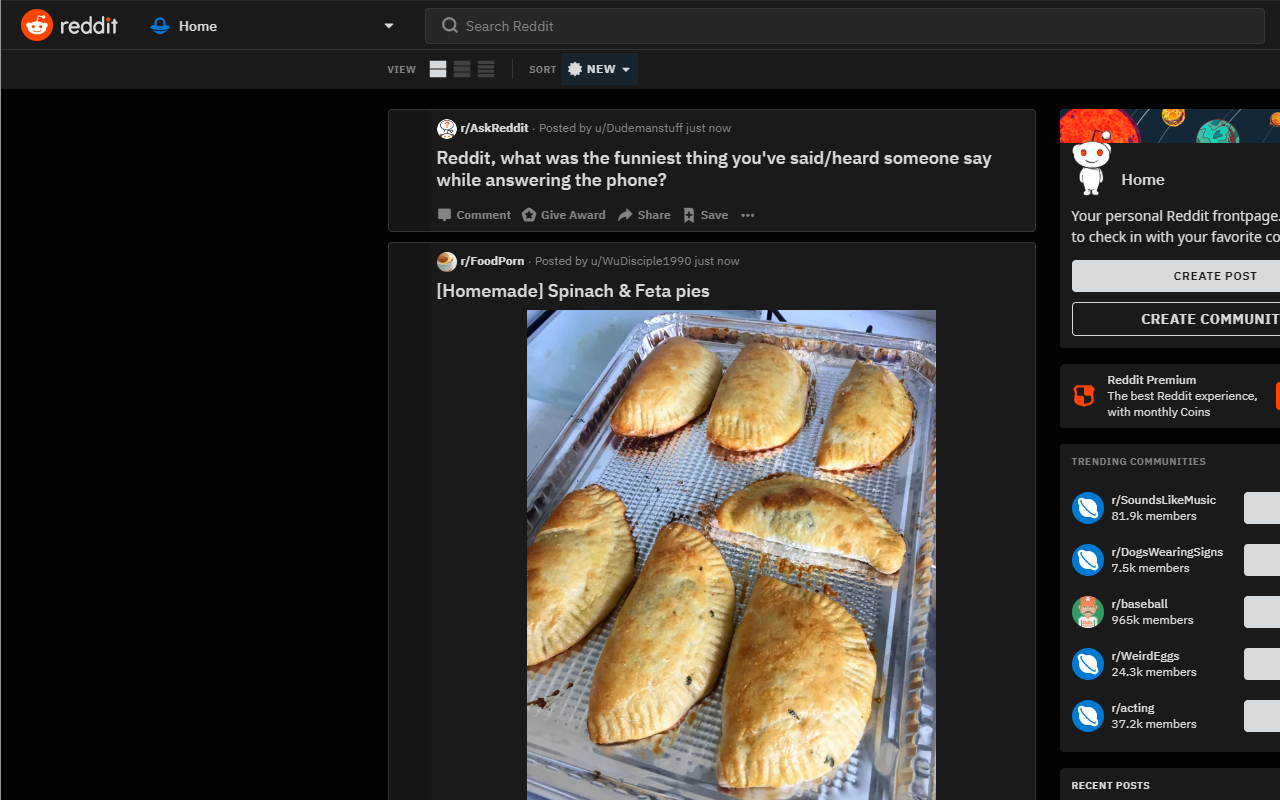 reddit
Home
Search Reddit
VIEW
SORT
NEW
r/AskReddit · Posted by u/Dudemanstuff just now
Reddit, what was the funniest thing you've said/heard someone say
while answering the phone?
Comment
Give Award
Share
Save
r/FoodPorn · Posted by u/WuDisciple1990 just now
[Homemade] Spinach & Feta pies
Home
Your personal Reddit frontpage.
to check in with your favorite co
CREATE POST
CREATE COMMUNIT
Reddit Premium
The best Reddit experience,
with monthly Coins
TRENDING COMMUNITIES
r/SoundsLikeMusic
81.9k members
r/DogsWearingSigns
7.5k members
r/baseball
965k members
r/WeirdEggs
24.3k members
r/acting
37.2k members
RECENT POSTS